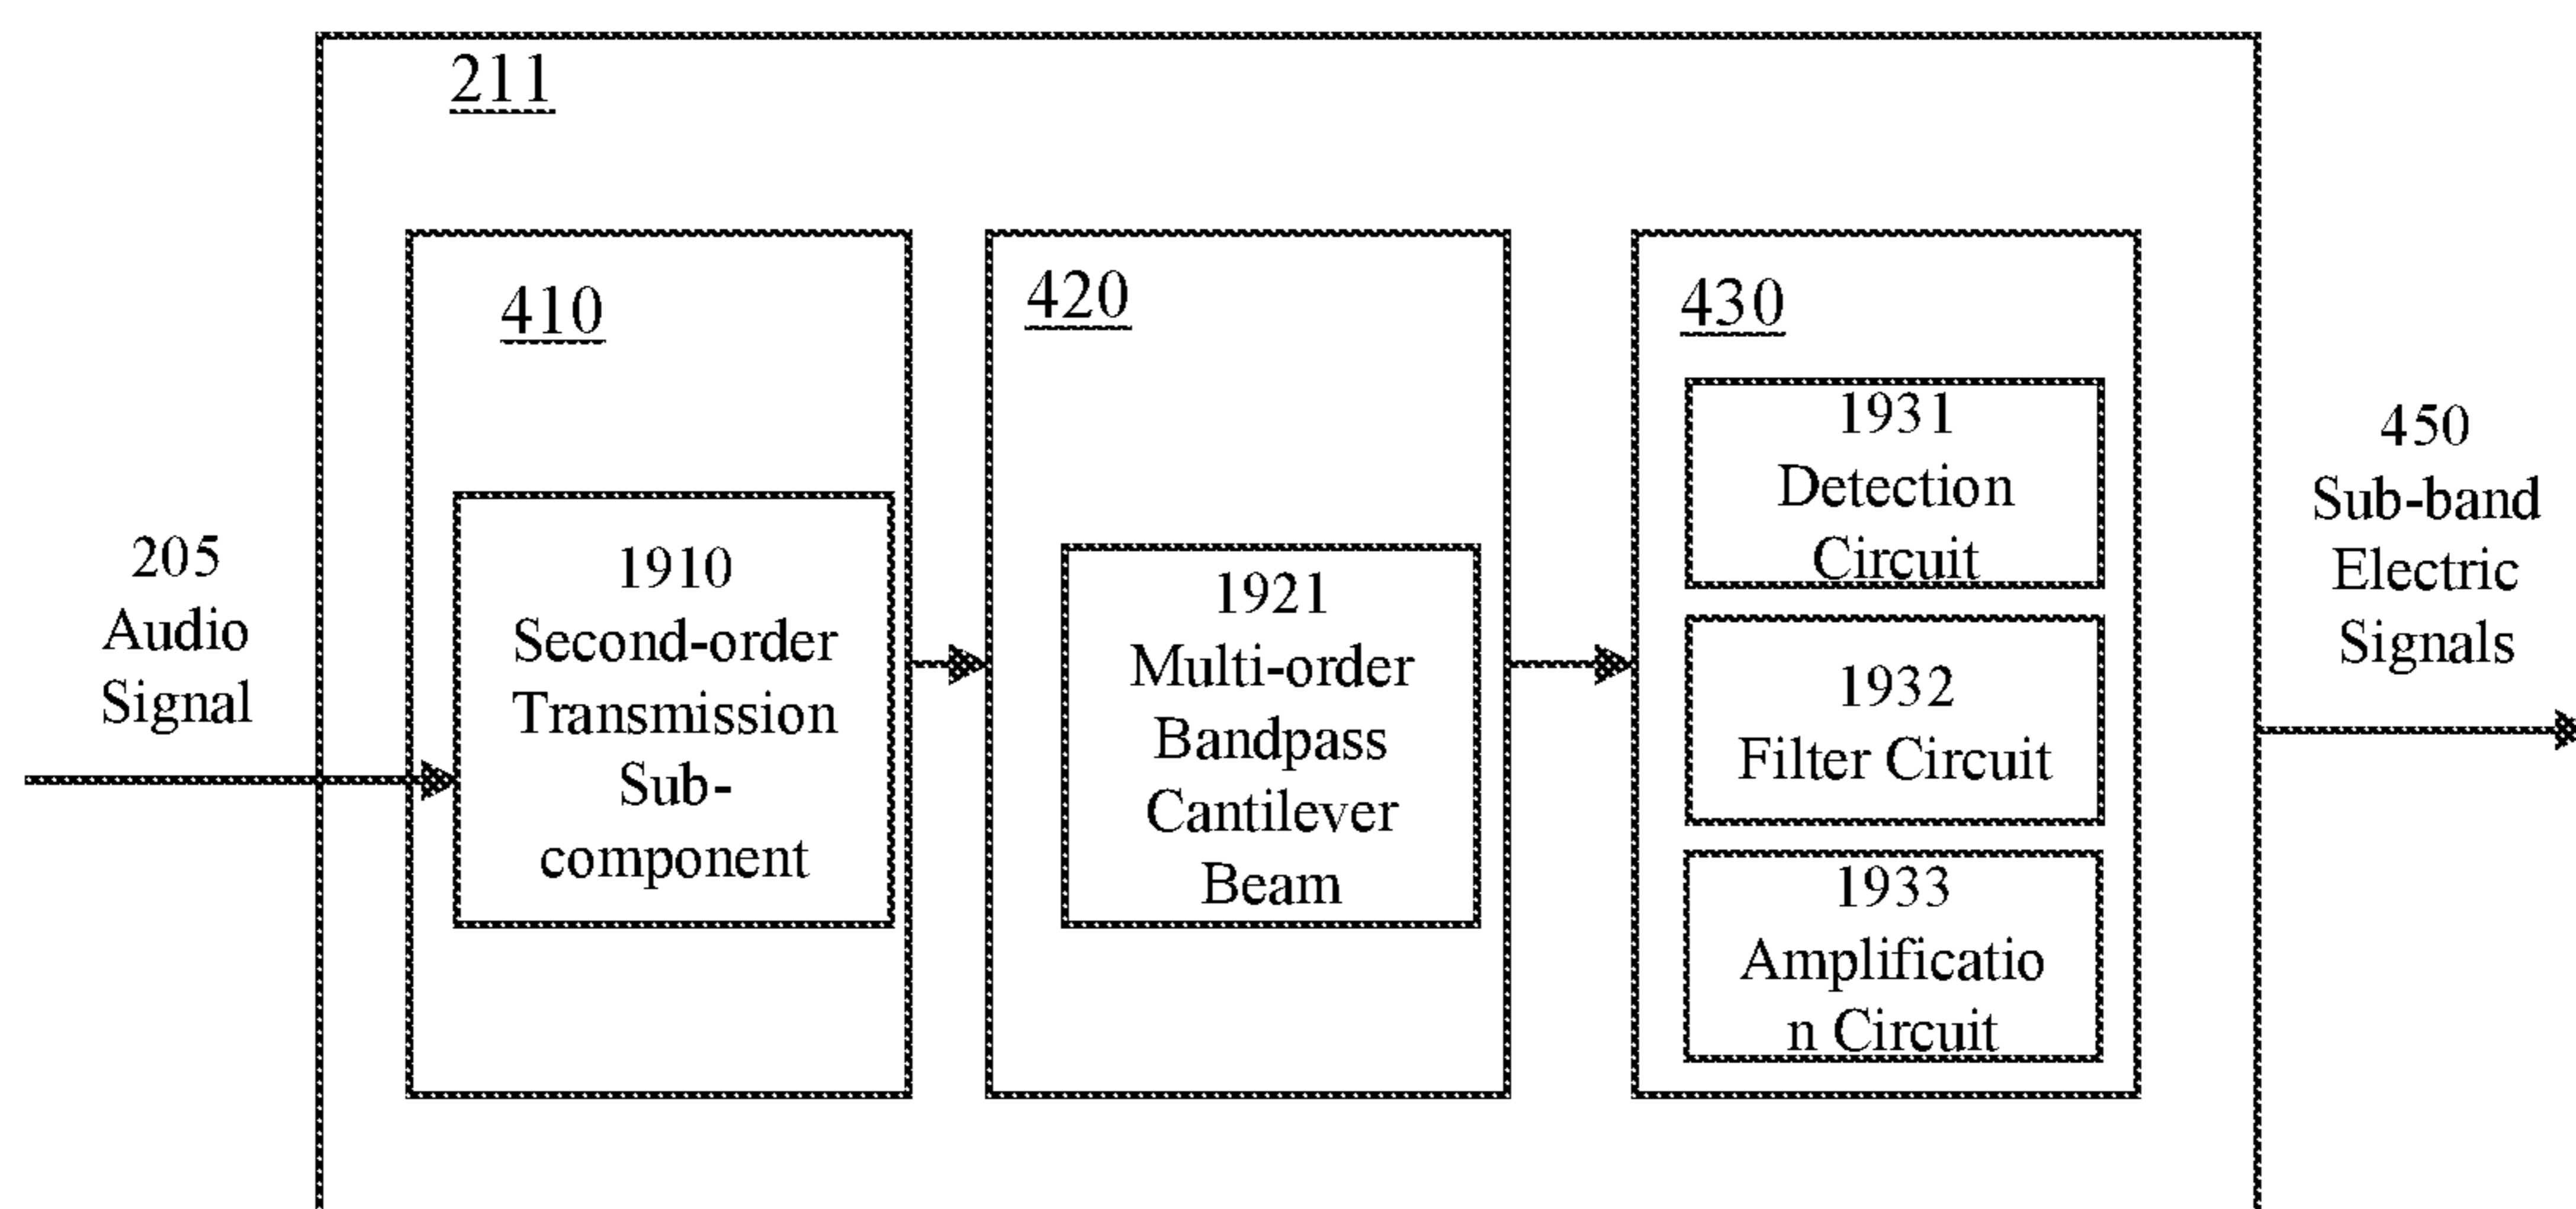 211
410
420
430
205
Audio
Signal
1910
Second-order
Transmission
Sub-
component
1921
Multi-order
Bandpass
Cantilever
Beam
1931
Detection
Circuit
1932
Filter Circuit
1933
Amplificatio
n Circuit
450
Sub-band
Electric
Signals